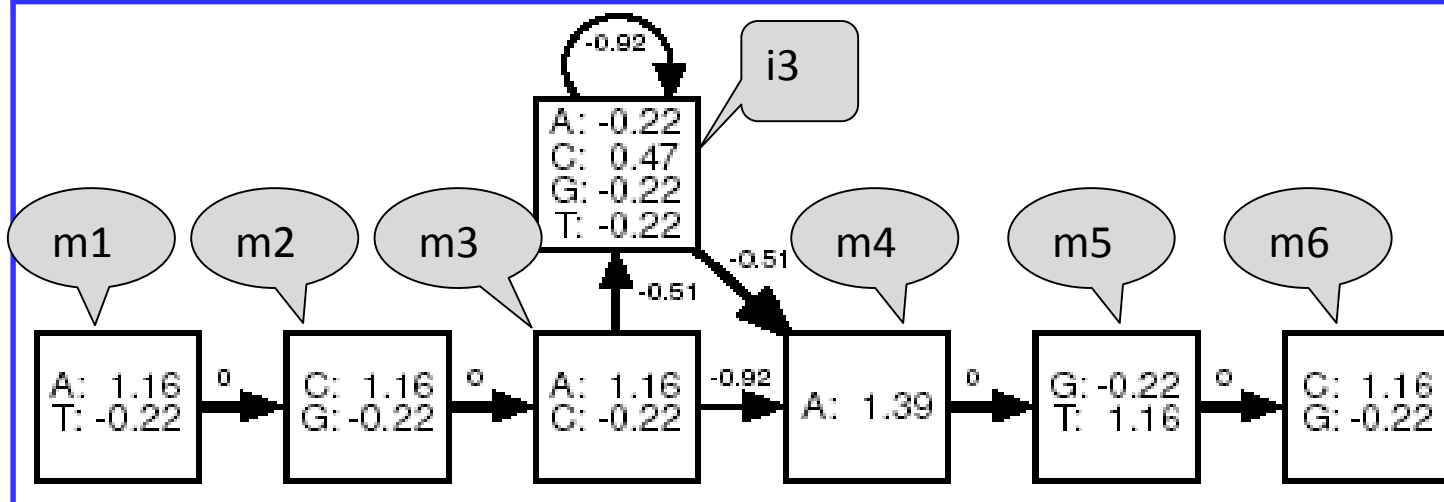 -0.92
i3
A: -0.22
C: 0.47
G: -0.22
T: -0.22
m1
m2
m3
m4
m5
m6
-0.51
-0.51
A: 1.16
T: -0.22
0
C: 1.16
G: -0.22
0
A: 1.16
C: -0.22
-0.92
A: 1.39
0
G: -0.22
T: 1.16
0
C: 1.16
G: -0.22